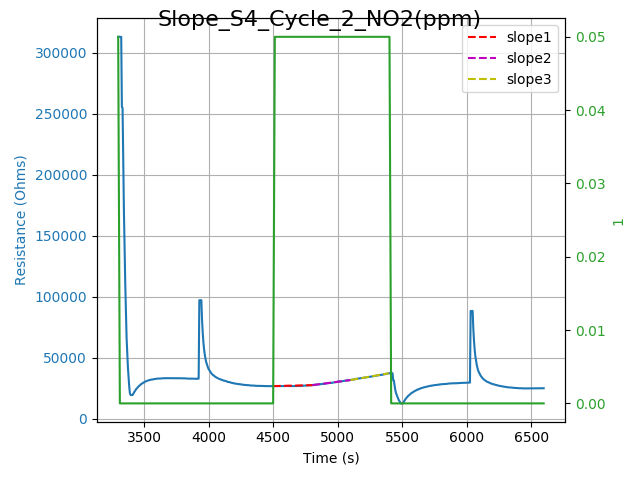 Slope_S4_Cycle_2_NO2(ppm)
slope1
slope2
slope3
300000
250000
200000
150000
100000
50000
0
Resistance (Ohms)
0.05
0.04
0.03
0.02
0.01
0.00
1
3500 4000 4500 5000 5500 6000 6500
Time (s)